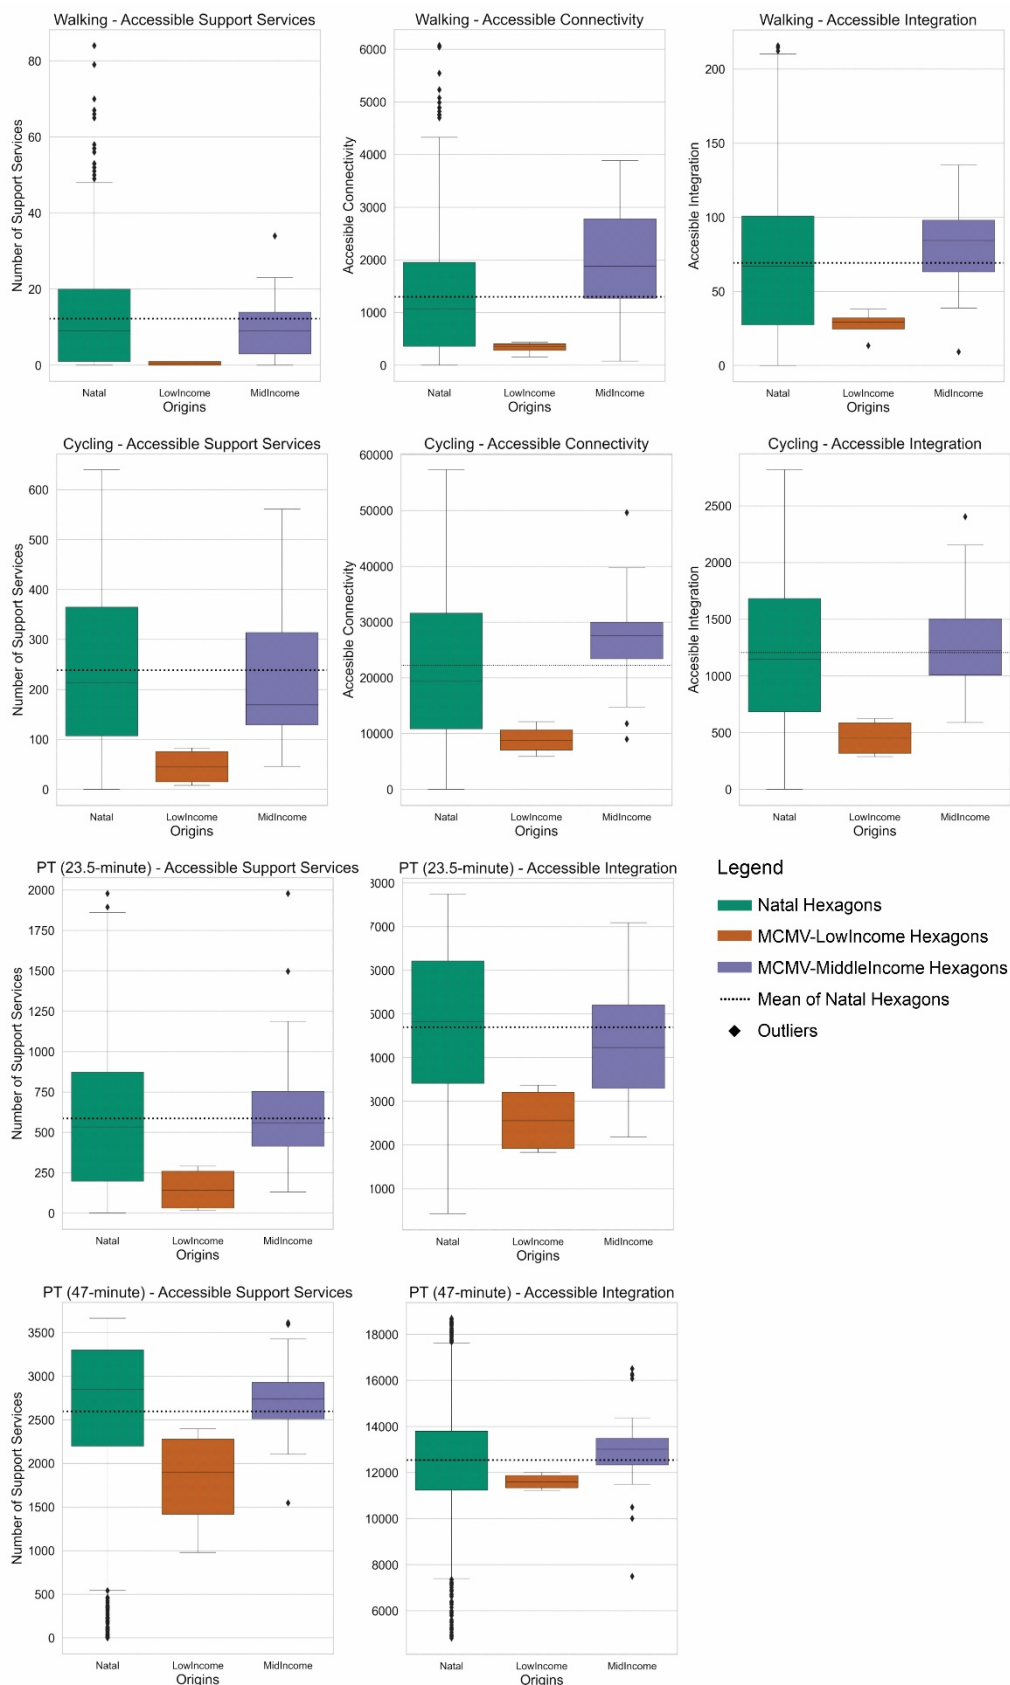 Walking - Accessible Support Services
Number of Support Services
80
60
40
20
0
Natal
LowIncome
MidIncome
Origins
Walking - Accessible Connectivity
Accesible Connectivity
6000
5000
4000
3000
2000
1000
0
Natal
LowIncome
MidIncome
Origins
Walking - Accessible Integration
Accessible Integration
200
150
100
50
0
Natal
LowIncome
MidIncome
Origins
Cycling - Accessible Support Services
Number of Support Services
600
500
400
300
200
100
0
Natal
LowIncome
MidIncome
Origins
Cycling - Accessible Connectivity
Accesible Connectivity
60000
50000
40000
30000
20000
10000
0
Natal
LowIncome
MidIncome
Origins
Cycling - Accessible Integration
Accessible Integration
2500
2000
1500
1000
500
0
Natal
LowIncome
MidIncome
Origins
PT (23.5-minute) - Accessible Support Services
Number of Support Services
2000
1750
1500
1250
1000
750
500
250
0
Natal
LowIncome
MidIncome
Origins
PT (23.5-minute) - Accessible Integration
7000
4000
2000
1000
Natal
LowIncome
MidIncome
Origins
Legend
Natal Hexagons
MCMV-LowIncome Hexagons
MCMV-MiddleIncome Hexagons
Mean of Natal Hexagons
Outliers
PT (47-minute) - Accessible Support Services
Number of Support Services
3500
3000
2500
2000
1500
1000
500
0
Natal
LowIncome
MidIncome
Origins
PT (47-minute) - Accessible Integration
18000
16000
14000
12000
10000
8000
6000
Natal
LowIncome
MidIncome
Origins